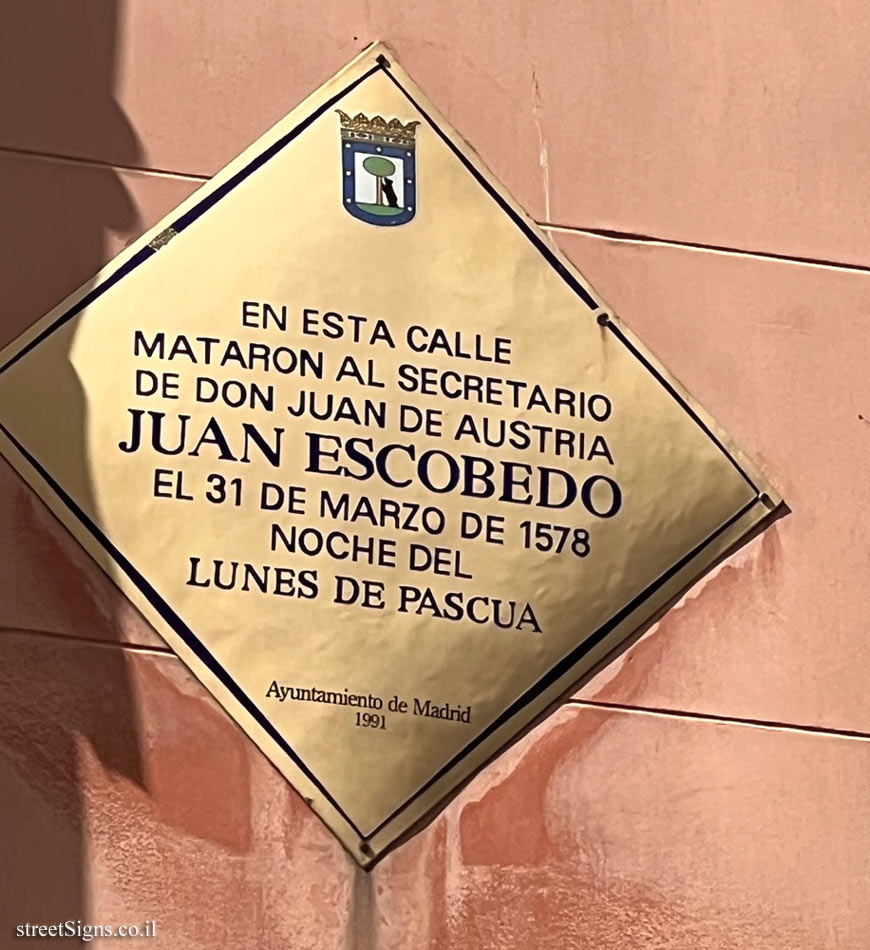 EN ESTA CALLE
MATARON AL SECRETARIO
DE DON JUAN DE AUSTRIA
JUAN ESCOBEDO
EL 31 DE MARZO DE 1578
NOCHE DEL
LUNES DE PASCUA
Ayuntamiento de Madrid
1991
streetSigns.co.il